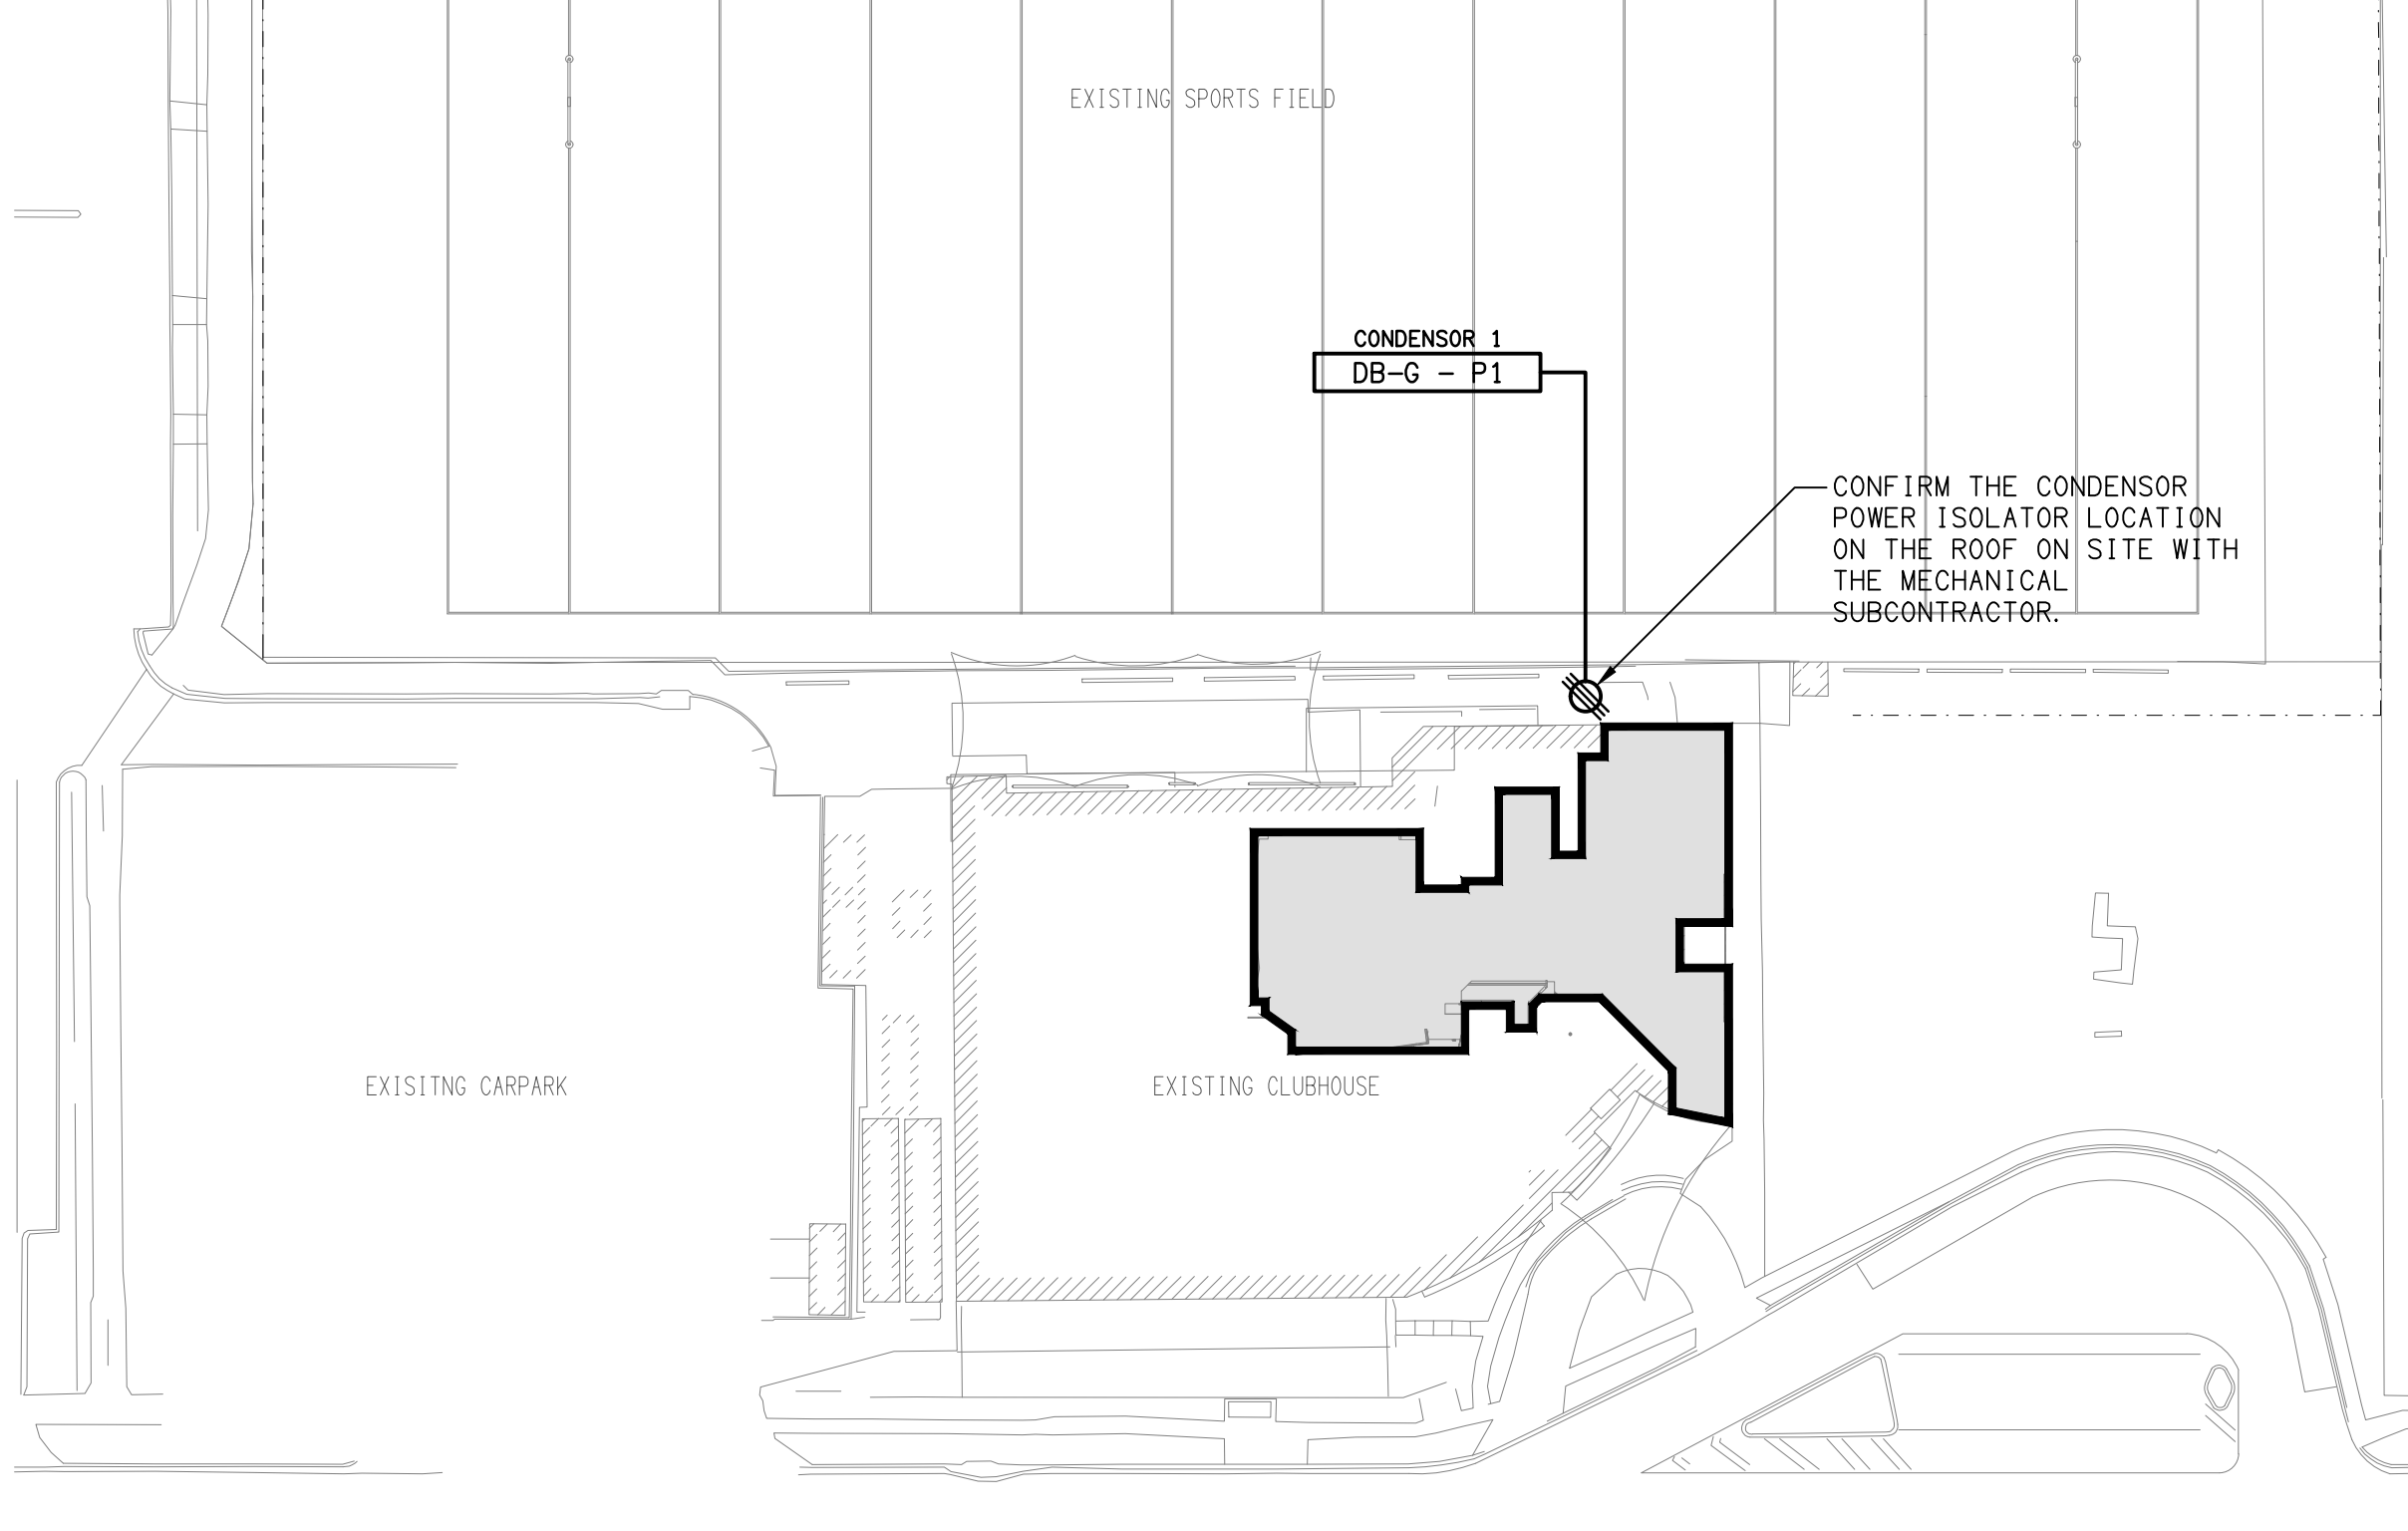 EXISTING SPORTS FIELD
CONDENSOR 1
DB-G - P1
CONFIRM THE CONDENSOR
POWER ISOLATOR LOCATION
ON THE ROOF ON SITE WITH
THE MECHANICAL
SUBCONTRACTOR.
EXISITNG CARPARK
EXISTING CLUBHOUSE